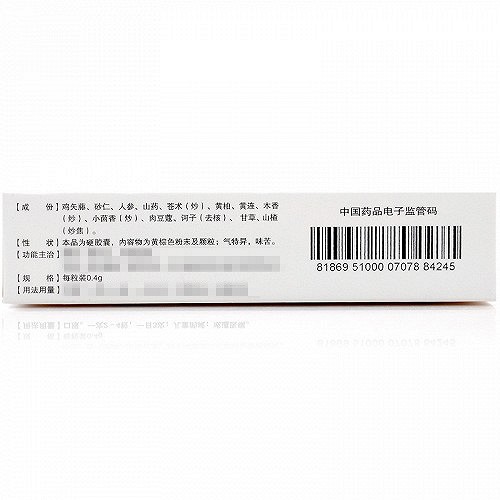 【成 份】鸡矢藤、砂仁、人参、山药、苍术（炒）、黄柏、黄连、木香
（炒）、小茴香（炒）、肉豆蔻、诃子（去核）、甘草、山楂
（炒焦）。
【性 状】本品为硬胶囊，内容物为黄棕色粉末及颗粒；气特异，味苦。
【功能主治】
【规 格】每粒装0.4g
【用法用量】
中国药品电子监管码
81869 51000 07078 84245